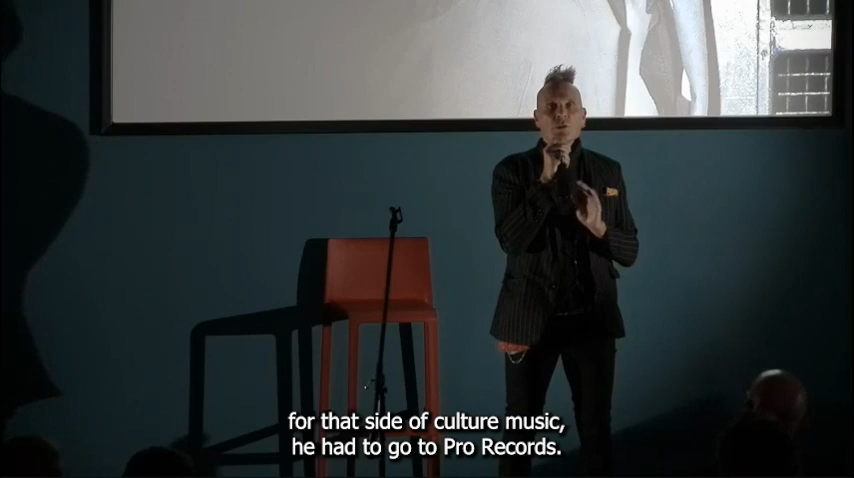 for that side of culture music,
he had to go to Pro Records.